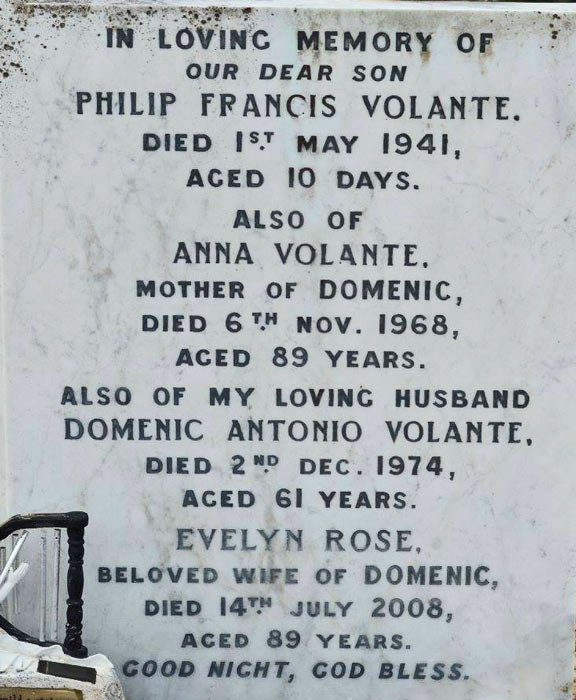 IN LOVING MEMORY OF
OUR DEAR SON
PHILIP FRANCIS VOLANTE.
DIED 1ST. MAY 1941,
AGED 10 DAYS.
ALSO OF
ANNA VOLANTE,
MOTHER OF DOMENIC,
DIED 6TH. NOV. 1968,
AGED 89 YEARS.
ALSO OF MY LOVING HUSBAND
DOMENIC ANTONIO VOLANTE,
DIED 2ND. DEC. 1974,
AGED 61 YEARS.
EVELYN ROSE,
BELOVED WIFE OF DOMENIC,
DIED 14TH. JULY 2008,
AGED 89 YEARS.
GOOD NIGHT, GOD BLESS.